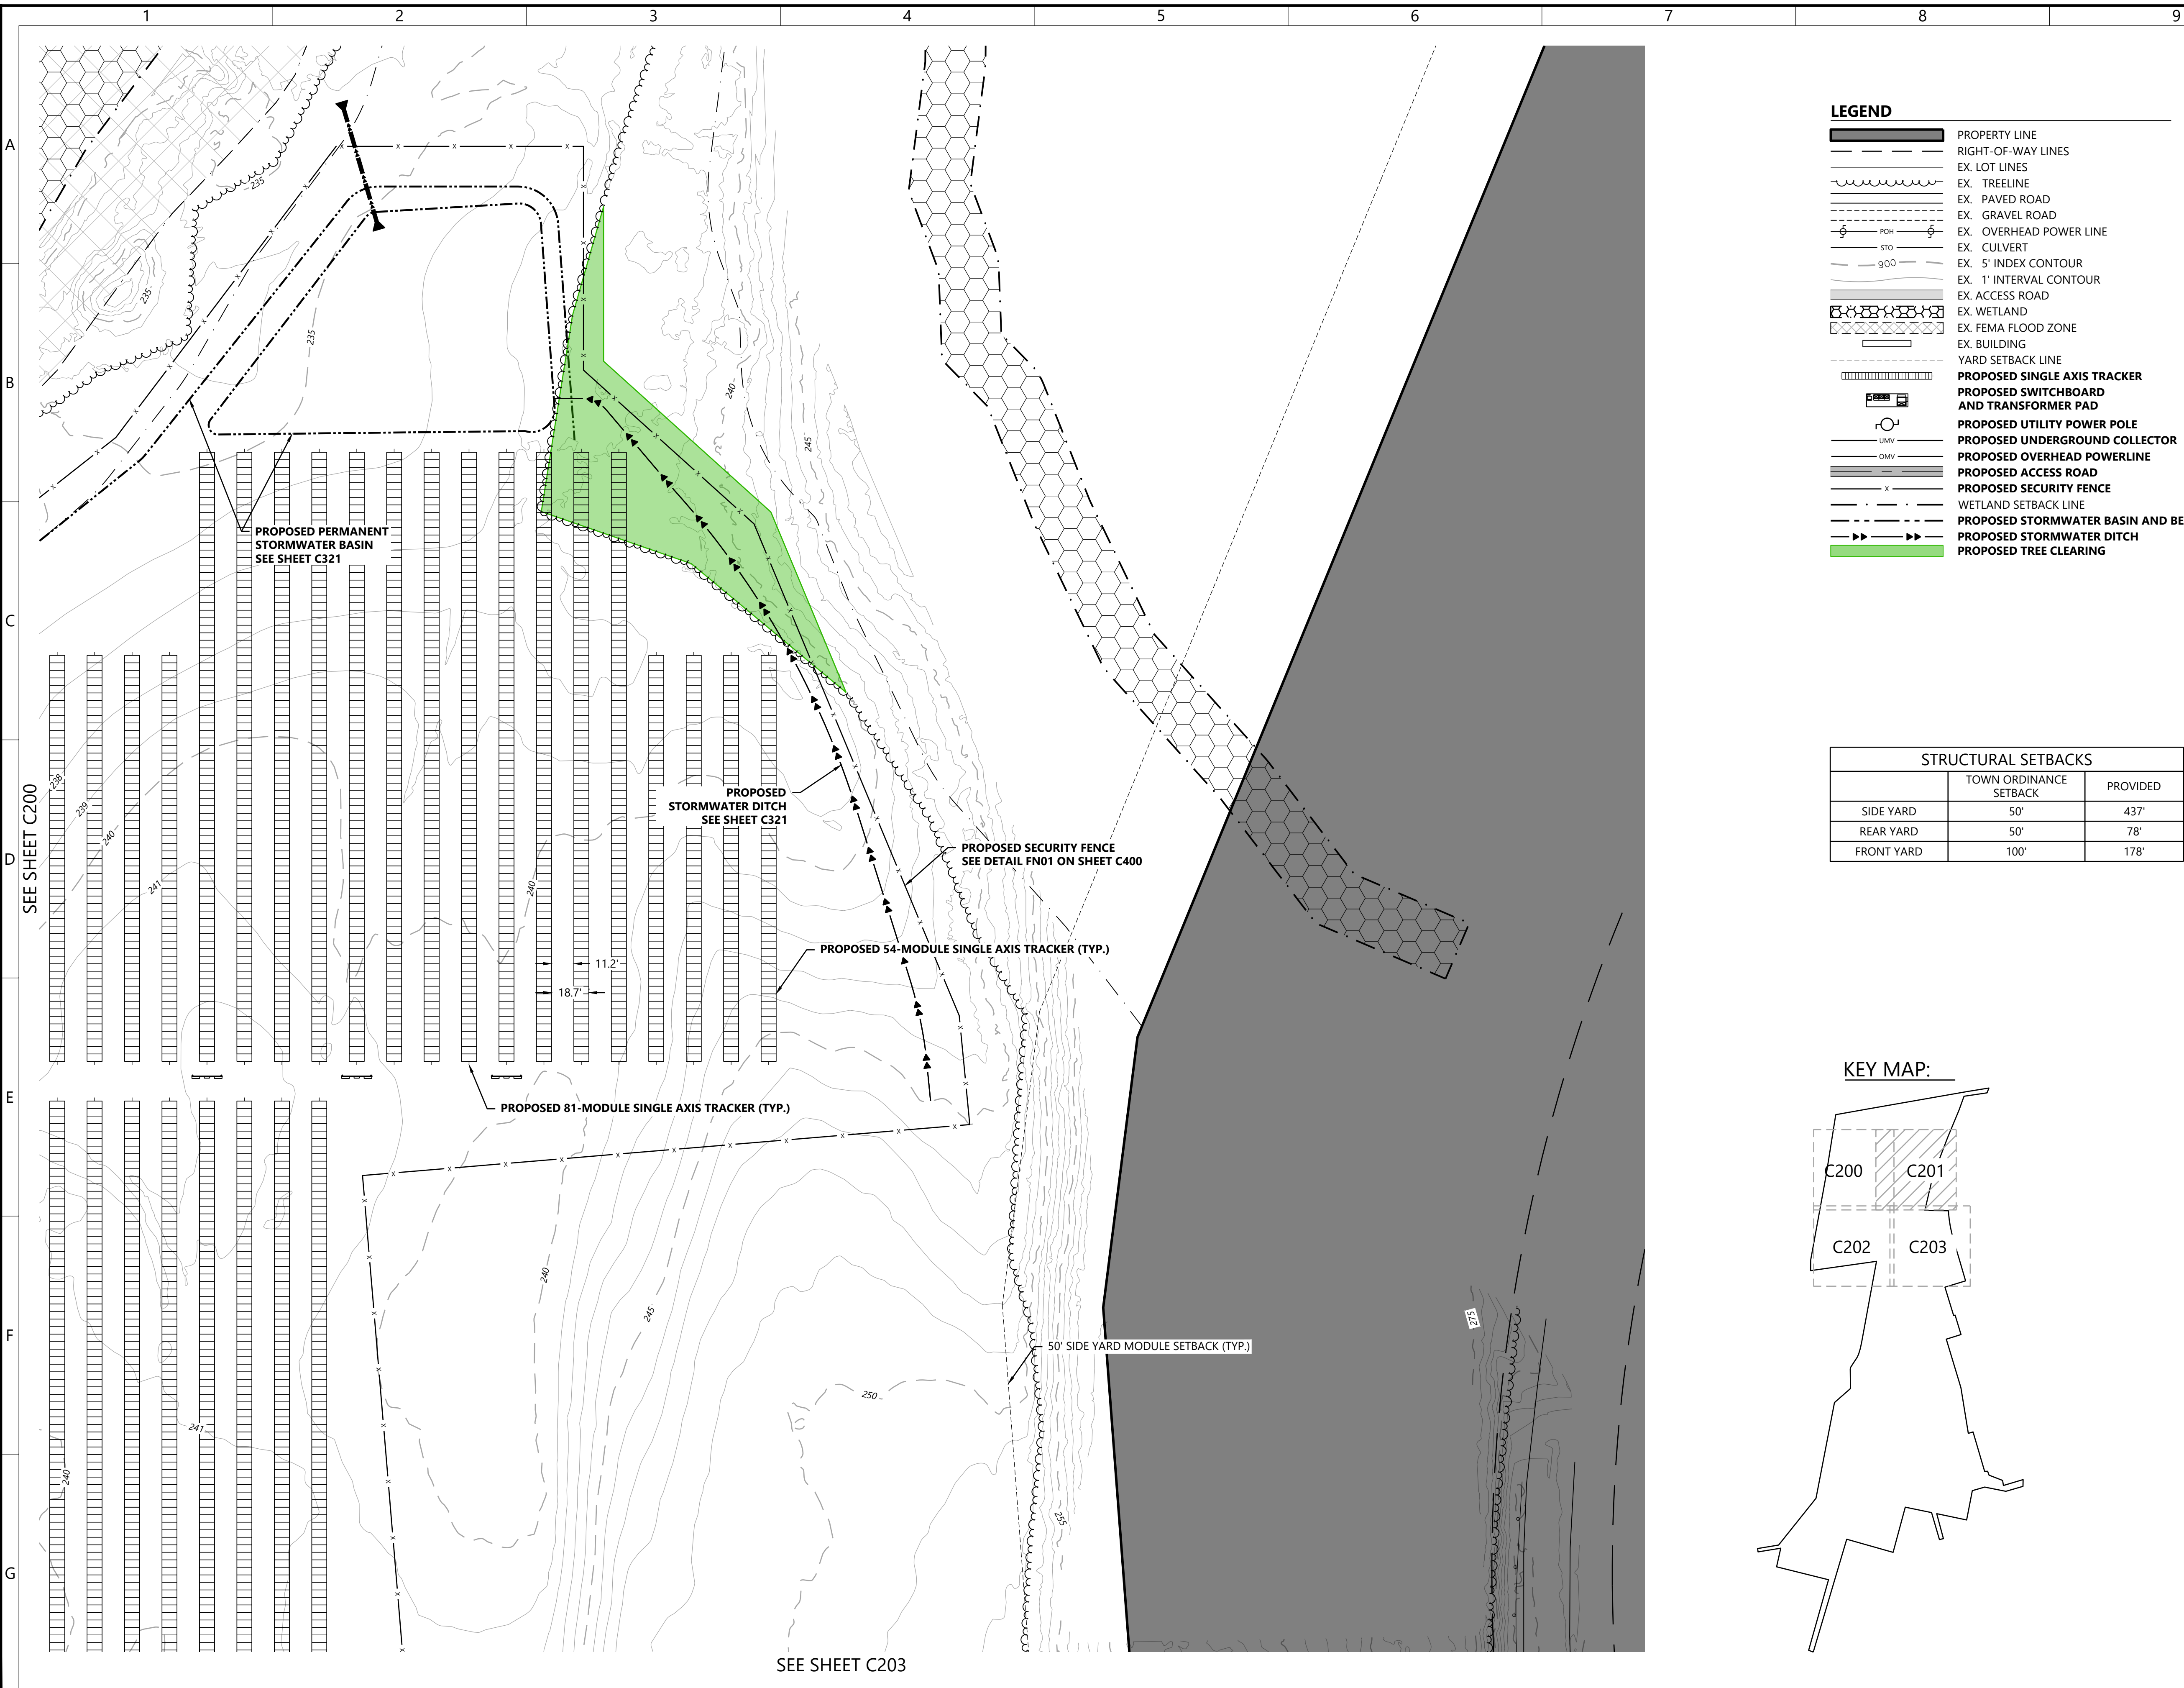 1 2 3 4 5 6 7 8 9
A
B
C
D
E
F
G
SEE SHEET C200
SEE SHEET C203
235
235
235
240
245
238
239
240
241
240
240
245
250
255
275
241
240
PROPOSED PERMANENT
STORMWATER BASIN
SEE SHEET C321
PROPOSED
STORMWATER DITCH
SEE SHEET C321
PROPOSED SECURITY FENCE
SEE DETAIL FN01 ON SHEET C400
PROPOSED 54-MODULE SINGLE AXIS TRACKER (TYP.)
11.2'
18.7'
PROPOSED 81-MODULE SINGLE AXIS TRACKER (TYP.)
50' SIDE YARD MODULE SETBACK (TYP.)
LEGEND
PROPERTY LINE
RIGHT-OF-WAY LINES
EX. LOT LINES
EX. TREELINE
EX. PAVED ROAD
EX. GRAVEL ROAD
POH EX. OVERHEAD POWER LINE
STO EX. CULVERT
900 EX. 5' INDEX CONTOUR
EX. 1' INTERVAL CONTOUR
EX. ACCESS ROAD
EX. WETLAND
EX. FEMA FLOOD ZONE
EX. BUILDING
YARD SETBACK LINE
PROPOSED SINGLE AXIS TRACKER
PROPOSED SWITCHBOARD
AND TRANSFORMER PAD
PROPOSED UTILITY POWER POLE
UMV PROPOSED UNDERGROUND COLLECTOR
OMV PROPOSED OVERHEAD POWERLINE
PROPOSED ACCESS ROAD
X PROPOSED SECURITY FENCE
WETLAND SETBACK LINE
PROPOSED STORMWATER BASIN AND BE
PROPOSED STORMWATER DITCH
PROPOSED TREE CLEARING
STRUCTURAL SETBACKS
TOWN ORDINANCE
SETBACK
PROVIDED
SIDE YARD 50' 437'
REAR YARD 50' 78'
FRONT YARD 100' 178'
KEY MAP:
C200 C201
C202 C203